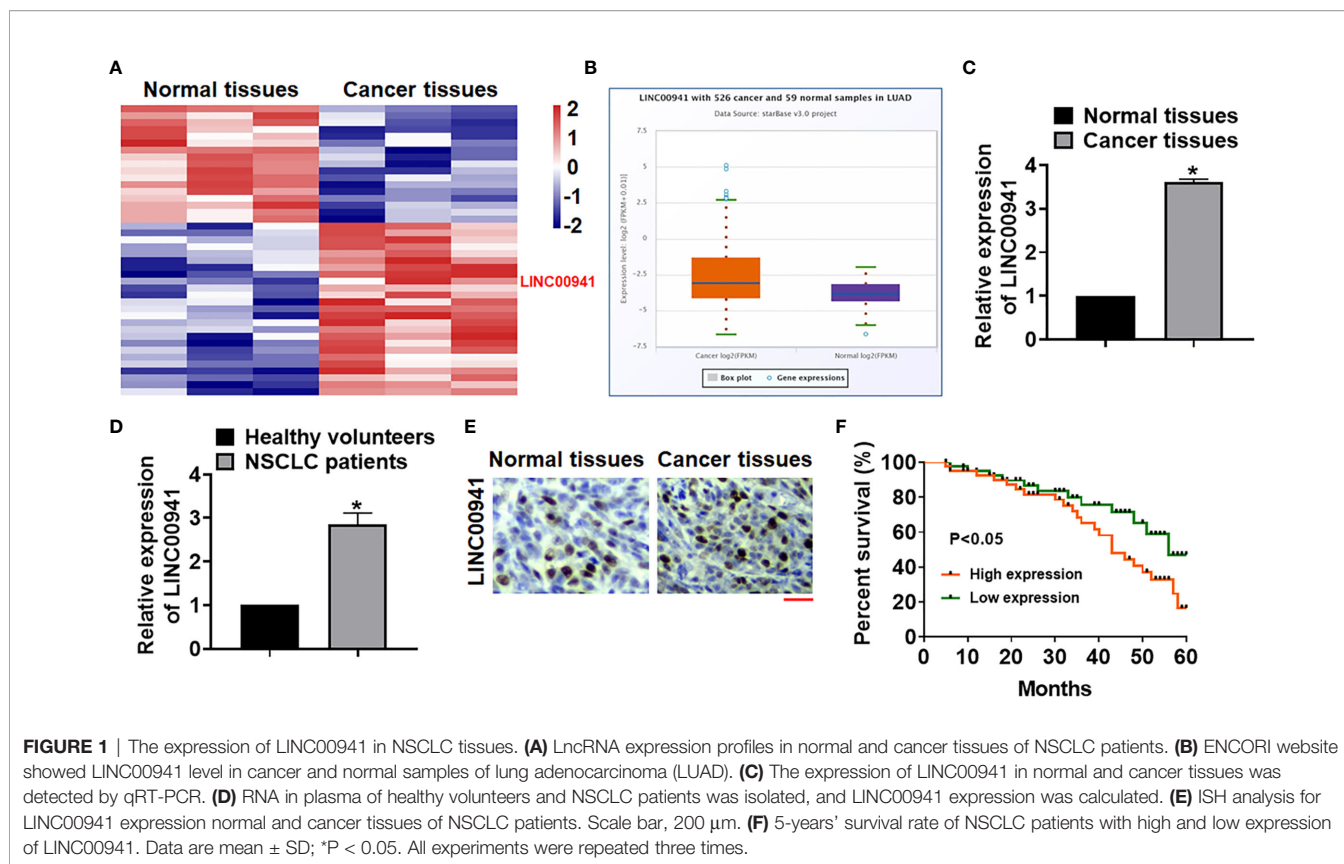 A
Normal tissues Cancer tissues
2
1
0
-1
-2
LINC00941
B
LINC00941 with 526 cancer and 59 normal samples in LUAD
Data Source: starBase v3.0 project
Expression level: log2 (FPKM+0.01)]
7.5
5
2.5
0
−2.5
−5
−7.5
Cancer log2(FPKM) Normal log2(FPKM)
Box plot Gene expressions
C
Normal tissues
Cancer tissues
Relative expression
of LINC00941
4
3
2
1
0
*
D
Healthy volunteers
NSCLC patients
Relative expression
of LINC00941
4
3
2
1
0
*
E
Normal tissues Cancer tissues
LINC00941
F
Percent survival (%)
100
80
60
40
20
0
P<0.05
High expression
Low expression
0 10 20 30 40 50 60
Months
FIGURE 1 | The expression of LINC00941 in NSCLC tissues. (A) LncRNA expression profiles in normal and cancer tissues of NSCLC patients. (B) ENCORI website
showed LINC00941 level in cancer and normal samples of lung adenocarcinoma (LUAD). (C) The expression of LINC00941 in normal and cancer tissues was
detected by qRT-PCR. (D) RNA in plasma of healthy volunteers and NSCLC patients was isolated, and LINC00941 expression was calculated. (E) ISH analysis for
LINC00941 expression normal and cancer tissues of NSCLC patients. Scale bar, 200 μm. (F) 5-years' survival rate of NSCLC patients with high and low expression
of LINC00941. Data are mean ± SD; *P < 0.05. All experiments were repeated three times.